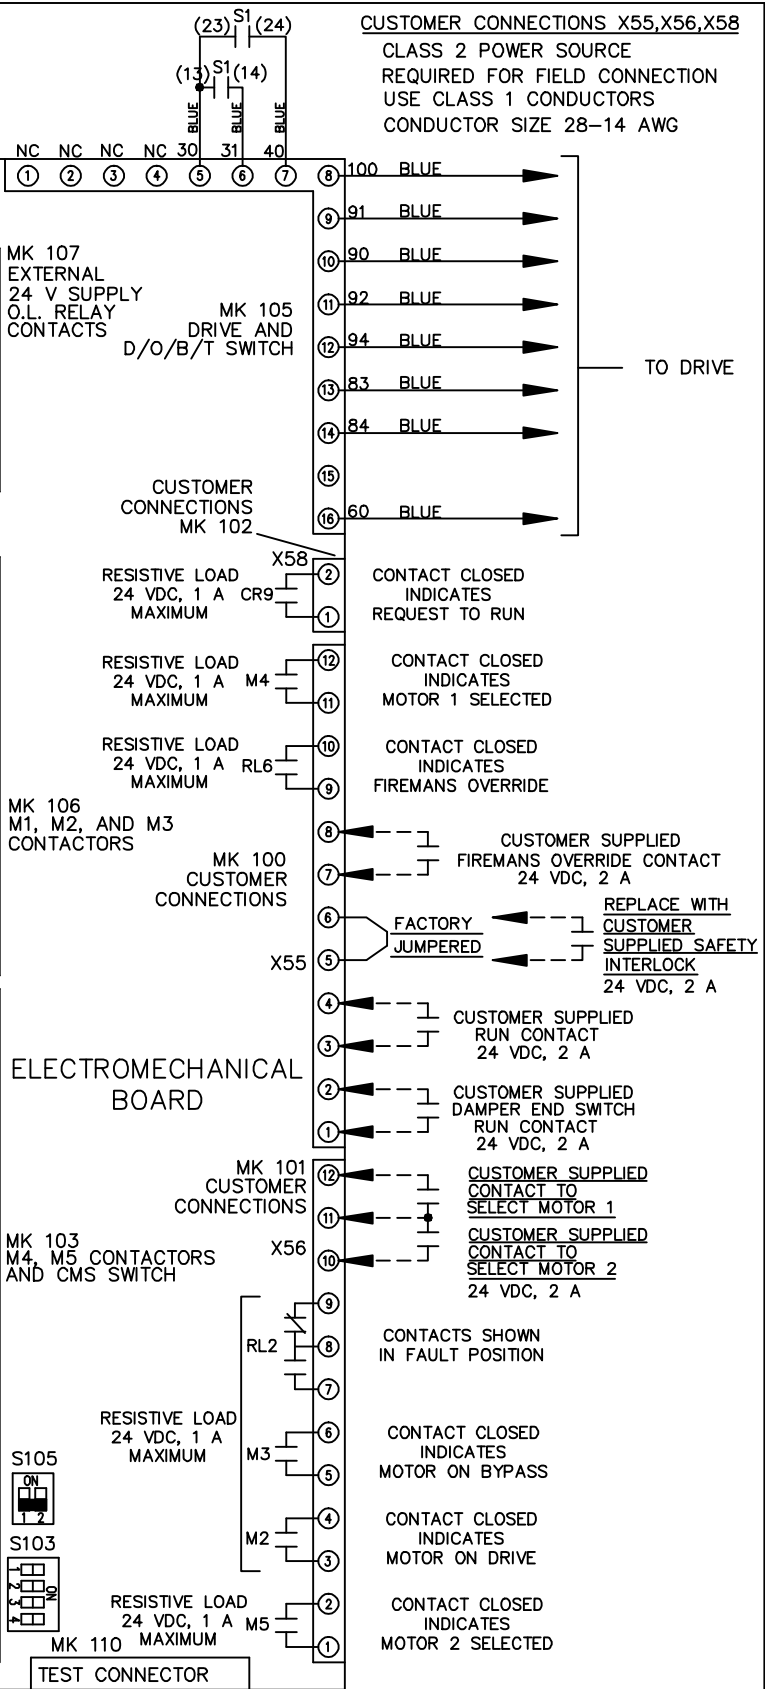 S1
(23) (24)
S1
(13) (14)
BLUE BLUE BLUE
CUSTOMER CONNECTIONS X55,X56,X58
CLASS 2 POWER SOURCE
REQUIRED FOR FIELD CONNECTION
USE CLASS 1 CONDUCTORS
CONDUCTOR SIZE 28–14 AWG
NC NC NC NC 30 31 40
1 2 3 4 5 6 7 8 100 BLUE
9 91 BLUE
10 90 BLUE
11 92 BLUE
12 94 BLUE
13 83 BLUE
14 84 BLUE
15
16 60 BLUE
TO DRIVE
MK 107
EXTERNAL
24 V SUPPLY
O.L. RELAY
CONTACTS
MK 105
DRIVE AND
D/O/B/T SWITCH
CUSTOMER
CONNECTIONS
MK 102
X58
2
1
RESISTIVE LOAD
24 VDC, 1 A
MAXIMUM
CR9
CONTACT CLOSED
INDICATES
REQUEST TO RUN
12
11
RESISTIVE LOAD
24 VDC, 1 A
MAXIMUM
M4
CONTACT CLOSED
INDICATES
MOTOR 1 SELECTED
10
9
RESISTIVE LOAD
24 VDC, 1 A
MAXIMUM
RL6
CONTACT CLOSED
INDICATES
FIREMANS OVERRIDE
MK 106
M1, M2, AND M3
CONTACTORS
MK 100
CUSTOMER
CONNECTIONS
8
7
CUSTOMER SUPPLIED
FIREMANS OVERRIDE CONTACT
24 VDC, 2 A
6
5
FACTORY
JUMPERED
REPLACE WITH
CUSTOMER
SUPPLIED SAFETY
INTERLOCK
24 VDC, 2 A
X55
4
3
CUSTOMER SUPPLIED
RUN CONTACT
24 VDC, 2 A
ELECTROMECHANICAL
BOARD
2
1
CUSTOMER SUPPLIED
DAMPER END SWITCH
RUN CONTACT
24 VDC, 2 A
MK 101
CUSTOMER
CONNECTIONS
X56
12
11
10
CUSTOMER SUPPLIED
CONTACT TO
SELECT MOTOR 1
CUSTOMER SUPPLIED
CONTACT TO
SELECT MOTOR 2
24 VDC, 2 A
MK 103
M4, M5 CONTACTORS
AND CMS SWITCH
9
8
7
RL2
CONTACTS SHOWN
IN FAULT POSITION
RESISTIVE LOAD
24 VDC, 1 A
MAXIMUM
6
5
M3
CONTACT CLOSED
INDICATES
MOTOR ON BYPASS
4
3
M2
CONTACT CLOSED
INDICATES
MOTOR ON DRIVE
S105
ON
1 2
S103
1
2
3
4
ON
2
1
RESISTIVE LOAD
24 VDC, 1 A
MAXIMUM
M5
CONTACT CLOSED
INDICATES
MOTOR 2 SELECTED
MK 110
TEST CONNECTOR